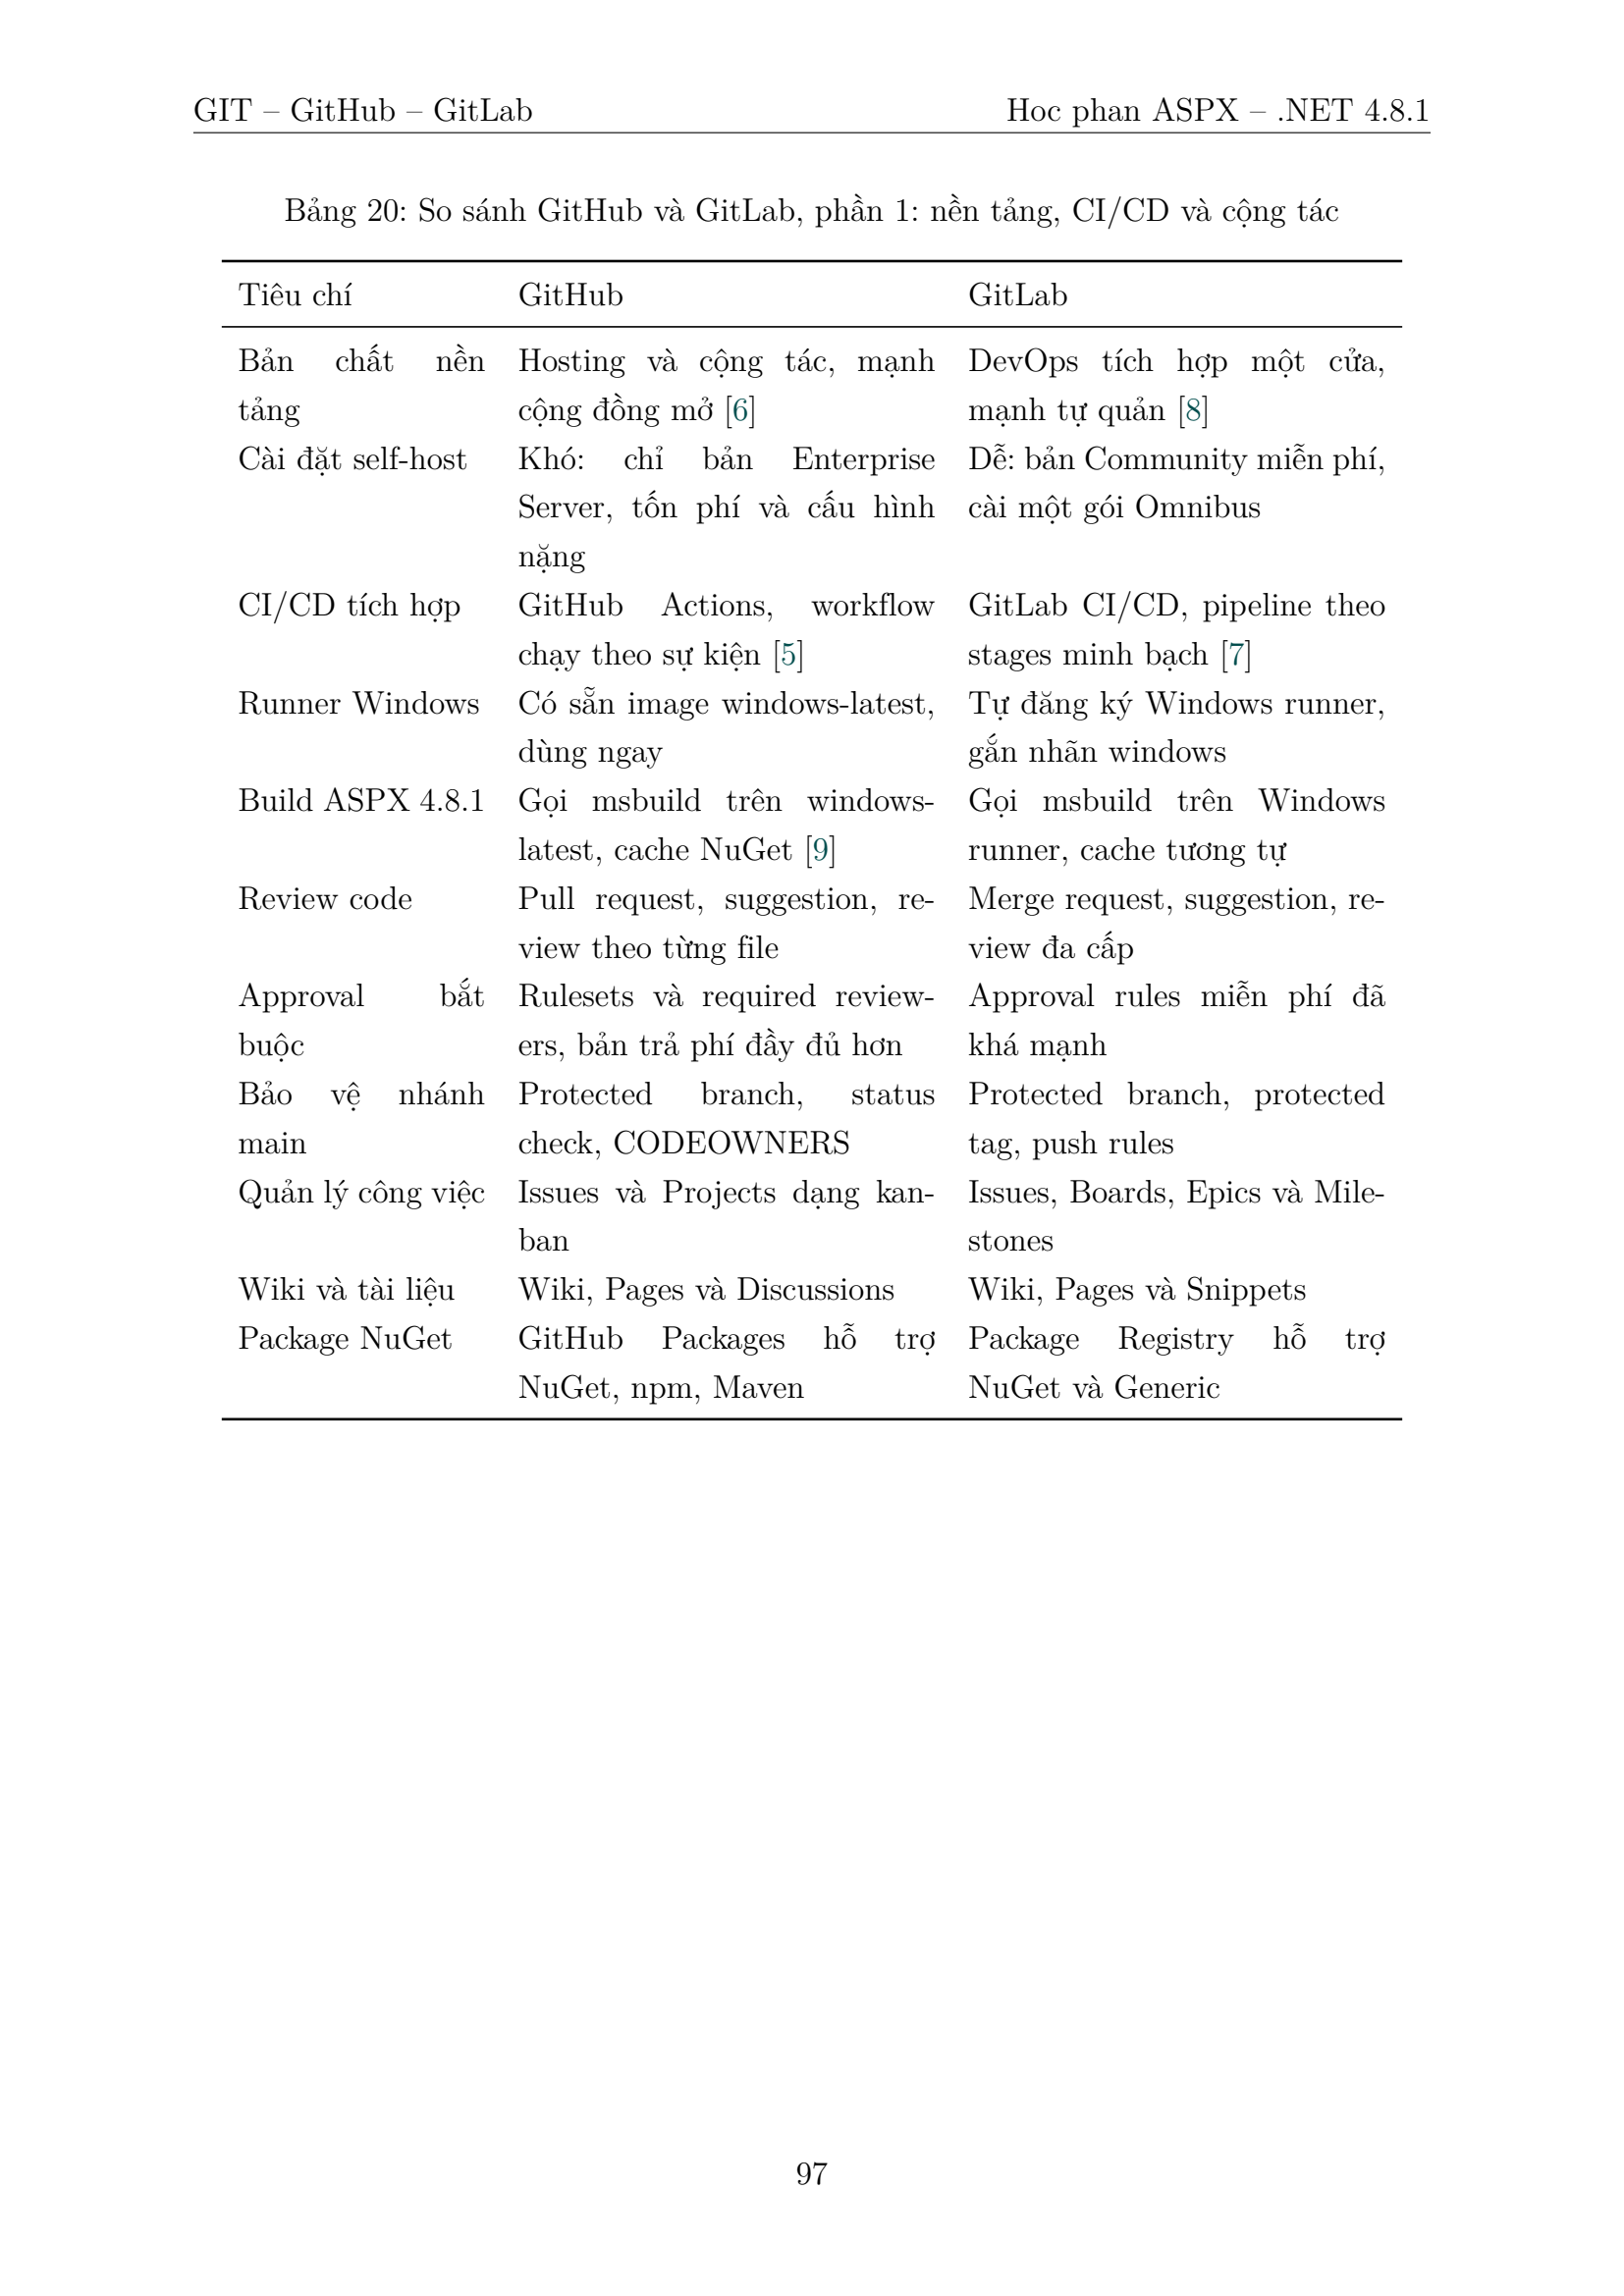 GIT – GitHub – GitLab
Hoc phan ASPX – .NET 4.8.1
Bảng 20: So sánh GitHub và GitLab, phần 1: nền tảng, CI/CD và cộng tác
Tiêu chí GitHub GitLab
Bản chất nền Hosting và cộng tác, mạnh DevOps tích hợp một cửa,
tảng cộng đồng mở [6] mạnh tự quản [8]
Cài đặt self-host Khó: chỉ bản Enterprise Dễ: bản Community miễn phí,
Server, tốn phí và cấu hình cài một gói Omnibus
nặng
CI/CD tích hợp GitHub Actions, workflow GitLab CI/CD, pipeline theo
chạy theo sự kiện [5] stages minh bạch [7]
Runner Windows Có sẵn image windows-latest, Tự đăng ký Windows runner,
dùng ngay gắn nhãn windows
Build ASPX 4.8.1 Gọi msbuild trên windows- Gọi msbuild trên Windows
latest, cache NuGet [9] runner, cache tương tự
Review code Pull request, suggestion, re- Merge request, suggestion, re-
view theo từng file view đa cấp
Approval bắt Rulesets và required review- Approval rules miễn phí đã
buộc ers, bản trả phí đầy đủ hơn khá mạnh
Bảo vệ nhánh Protected branch, status Protected branch, protected
main check, CODEOWNERS tag, push rules
Quản lý công việc Issues và Projects dạng kan- Issues, Boards, Epics và Mile-
ban stones
Wiki và tài liệu Wiki, Pages và Discussions Wiki, Pages và Snippets
Package NuGet GitHub Packages hỗ trợ Package Registry hỗ trợ
NuGet, npm, Maven NuGet và Generic
97